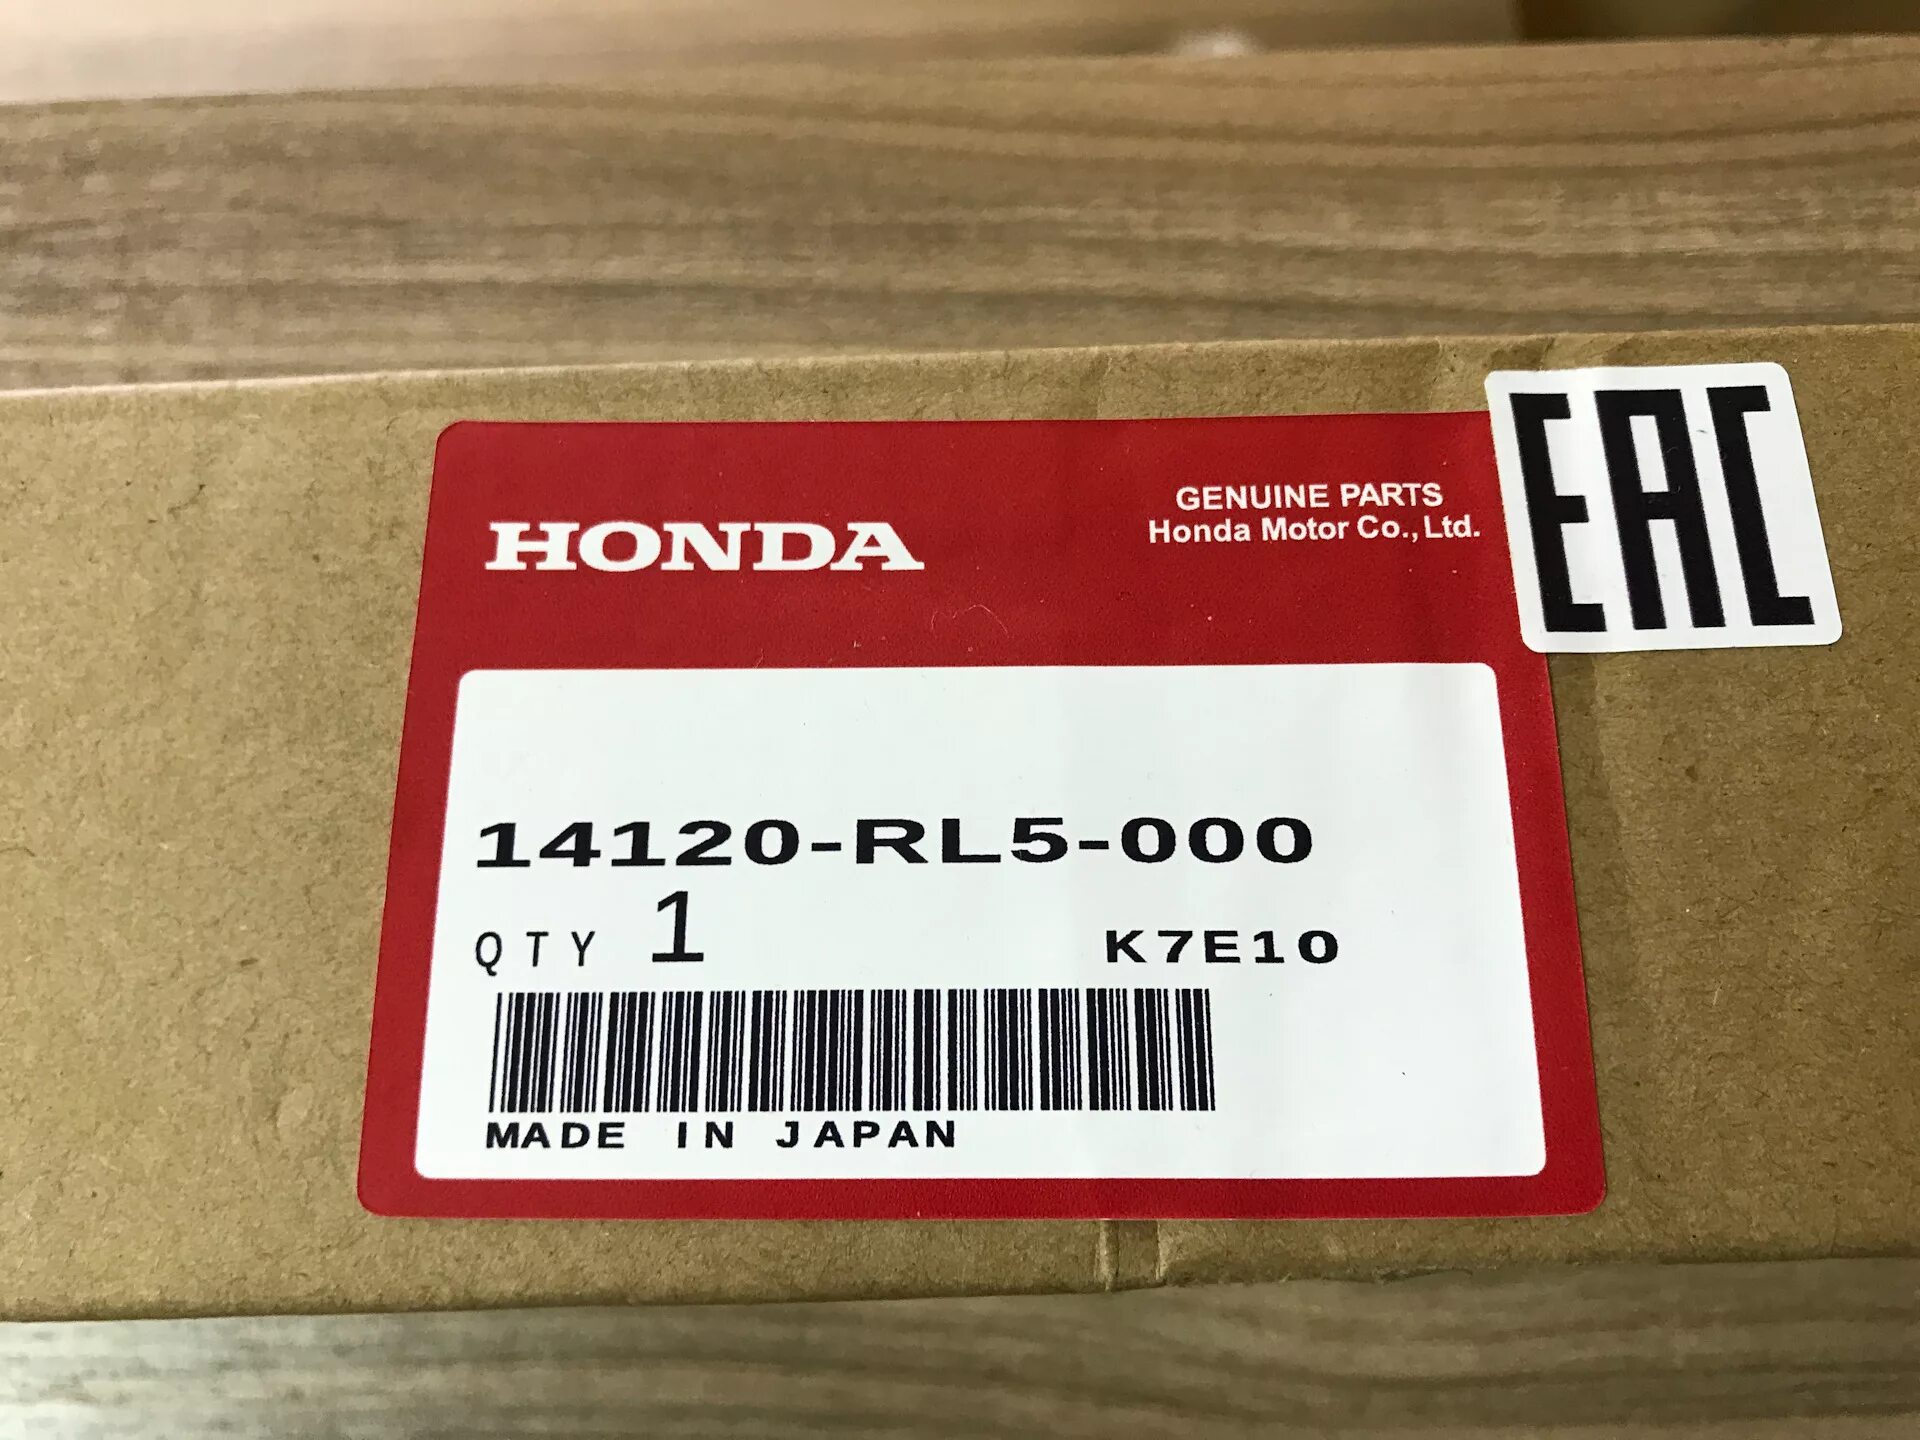 HONDA
GENUINE PARTS
Honda Motor Co., Ltd.
EAC
14120-RL5-000
QTY 1 K7E10
MADE IN JAPAN